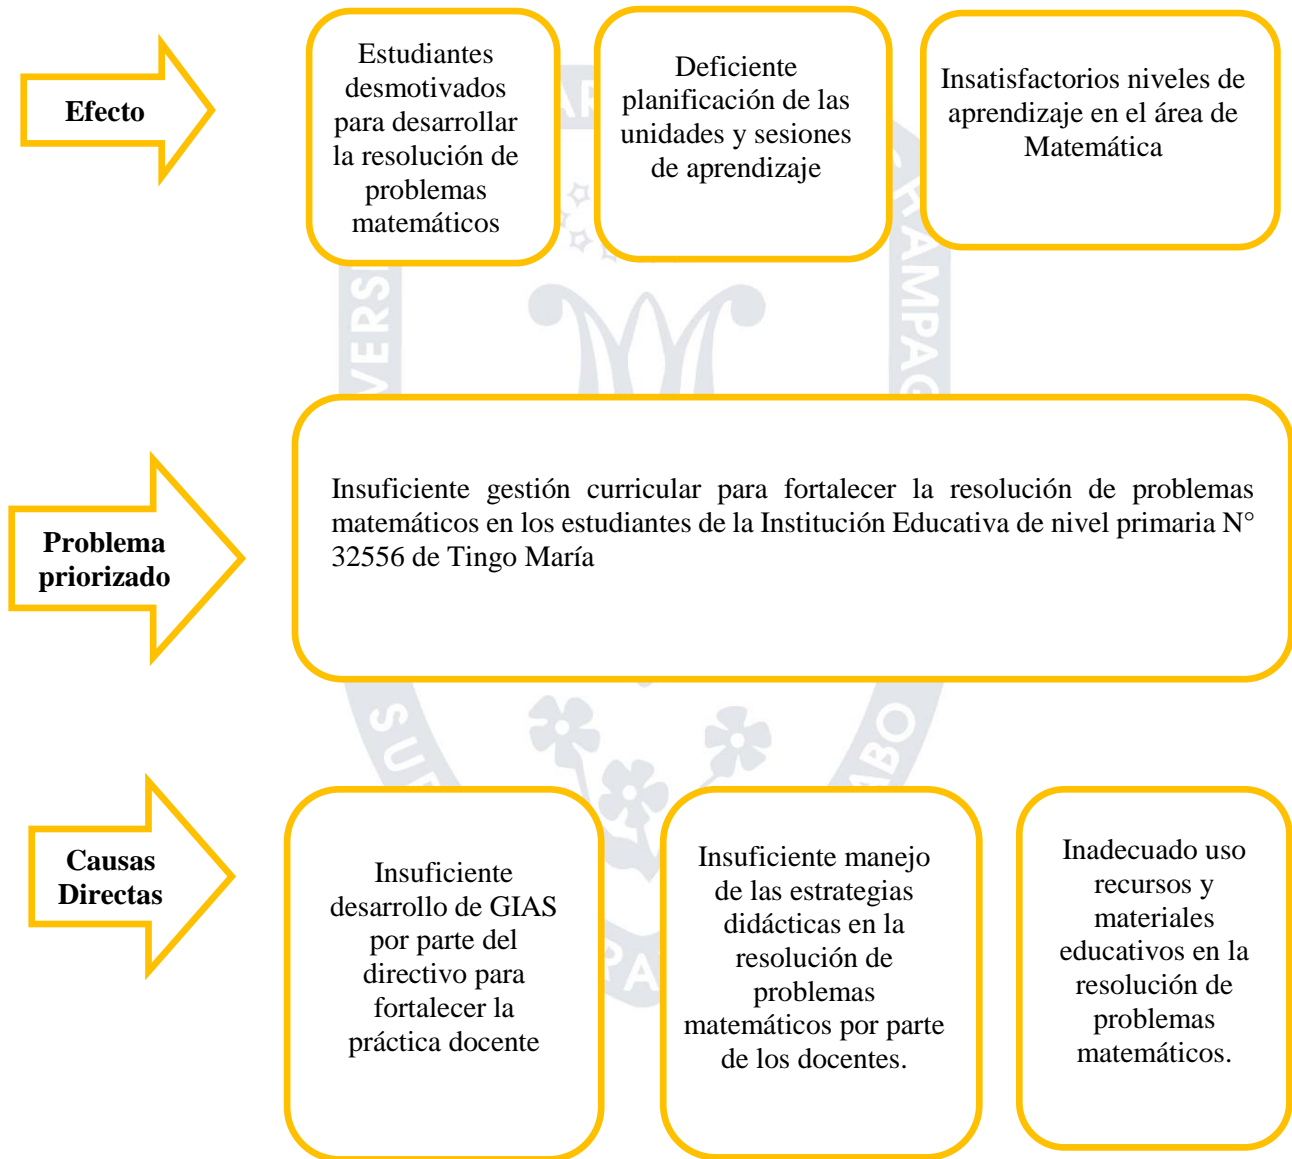 Efecto
Estudiantes
desmotivados
para desarrollar
la resolución de
problemas
matemáticos
Deficiente
planificación de las
unidades y sesiones
de aprendizaje
Insatisfactorios niveles de
aprendizaje en el área de
Matemática
Problema
priorizado
Insuficiente gestión curricular para fortalecer la resolución de problemas
matemáticos en los estudiantes de la Institución Educativa de nivel primaria N°
32556 de Tingo María
Causas
Directas
Insuficiente
desarrollo de GIAS
por parte del
directivo para
fortalecer la
práctica docente
Insuficiente manejo
de las estrategias
didácticas en la
resolución de
problemas
matemáticos por parte
de los docentes.
Inadecuado uso
recursos y
materiales
educativos en la
resolución de
problemas
matemáticos.